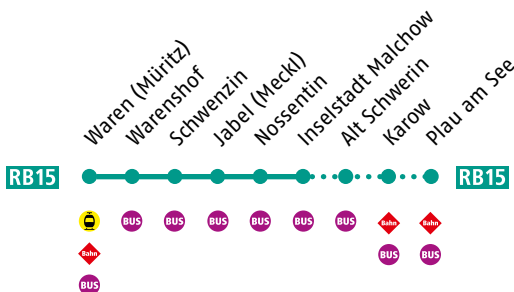 Waren (Müritz)
Warenshof
Schwenzin
Jabel (Meckl)
Nossentin
Inselstadt Malchow
Alt Schwerin
Karow
Plau am See
RB15 RB15
BUS BUS BUS BUS BUS BUS Bahn Bahn
Bahn BUS BUS
BUS